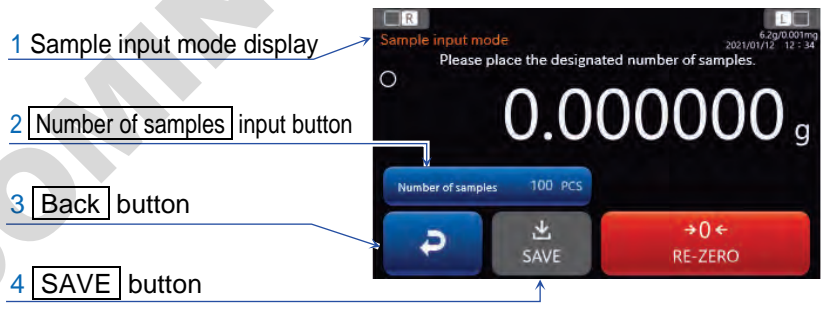 1 Sample input mode display
2 Number of samples input button
3 Back button
4 SAVE button
R
L
Sample input mode
6.2g/0.001mg
2021/01/12 12:34
Please place the designated number of samples.
0.000000 g
Number of samples 100 PCS
SAVE
→0←
RE-ZERO